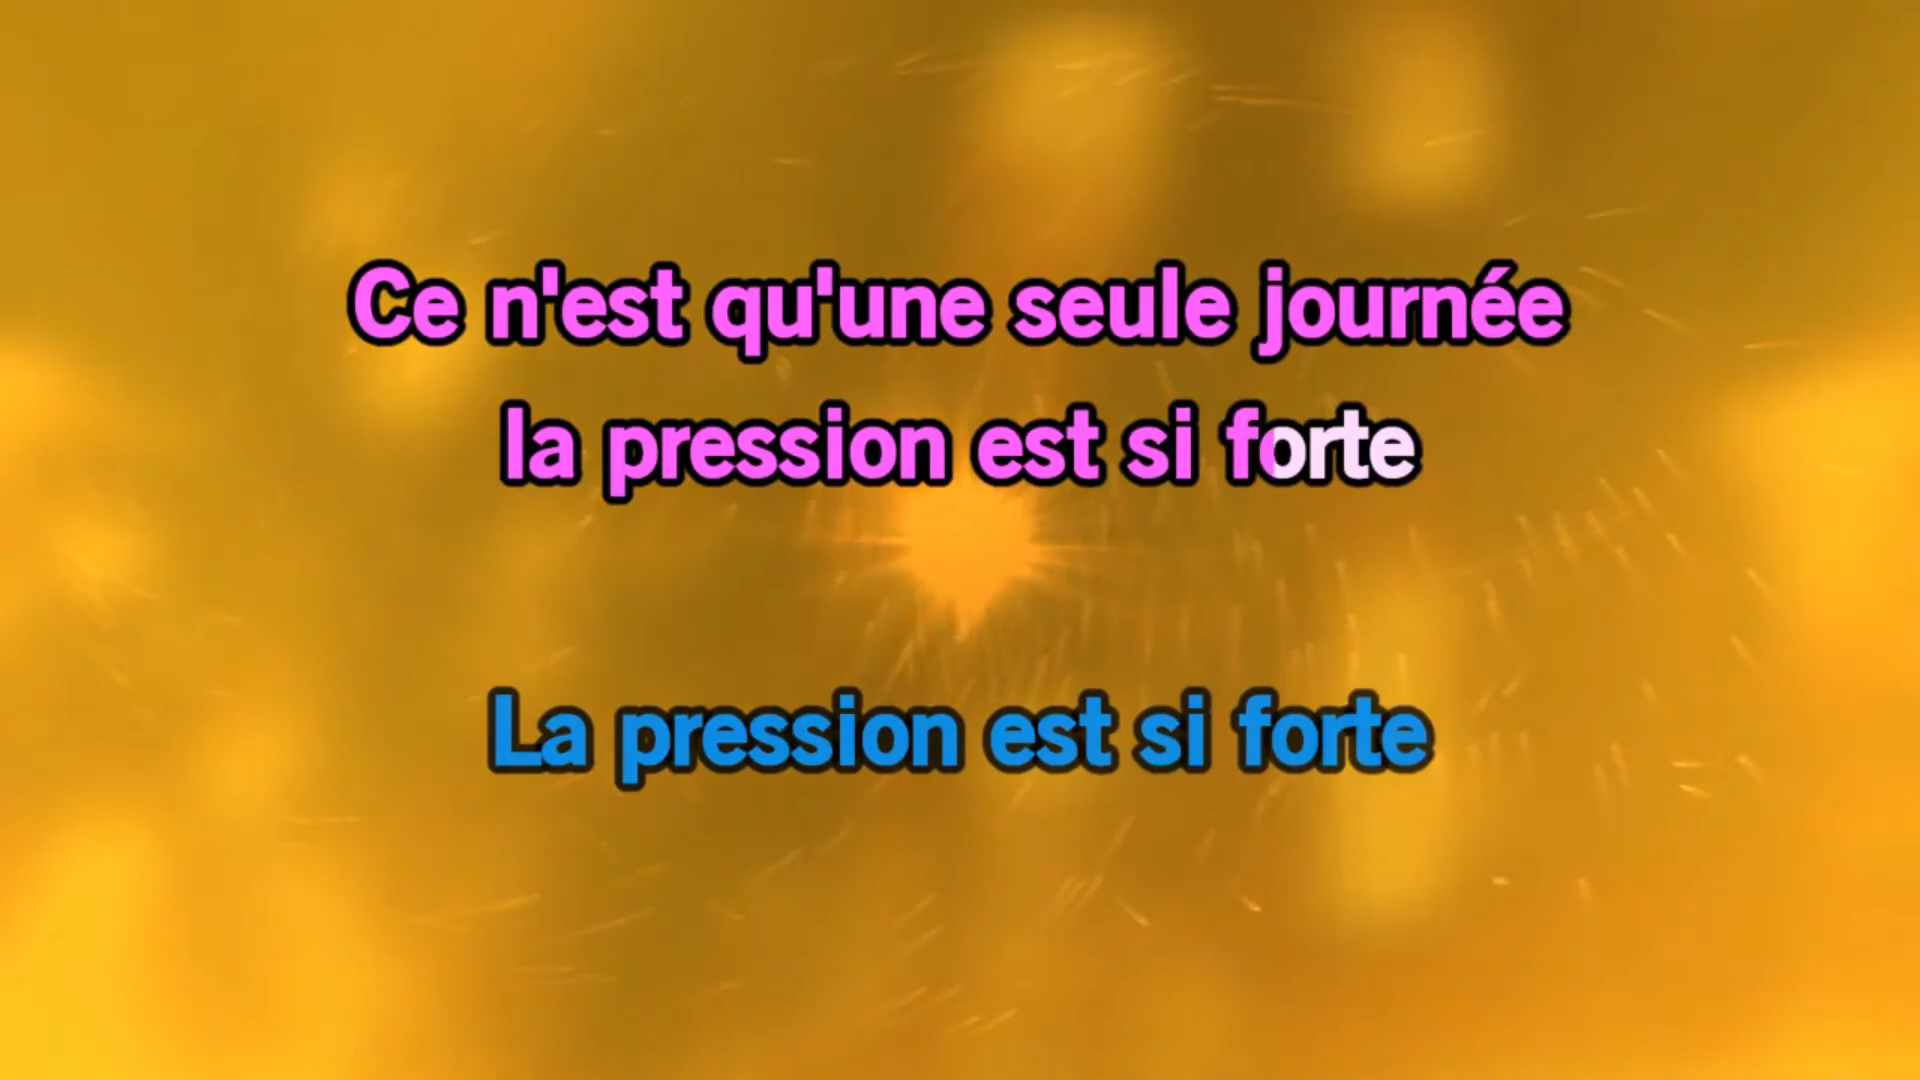 Ce n'est qu'une seule journée
la pression est si forte
La pression est si forte